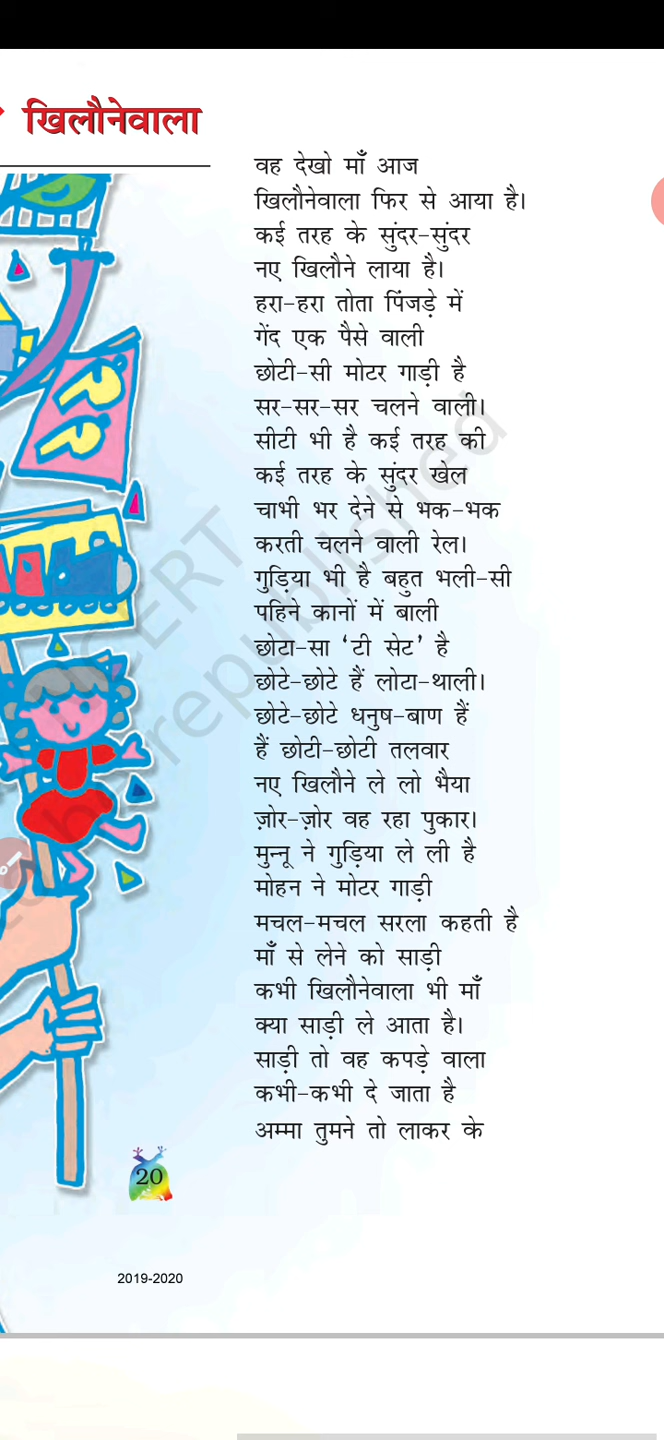 खिलौनेवाला
वह देखो माँ आज
खिलौनेवाला फिर से आया है।
कई तरह के सुंदर-सुंदर
नए खिलौने लाया है।
हरा-हरा तोता पिंजड़े में
गेंद एक पैसे वाली
छोटी-सी मोटर गाड़ी है
सर-सर-सर चलने वाली।
सीटी भी है कई तरह की
कई तरह के सुंदर खेल
चाभी भर देने से भक-भक
करती चलने वाली रेल।
गुड़िया भी है बहुत भली-सी
पहिने कानों में बाली
छोटा-सा ‘टी सेट’ है
छोटे-छोटे हैं लोटा-थाली।
छोटे-छोटे धनुष-बाण हैं
हैं छोटी-छोटी तलवार
नए खिलौने ले लो भैया
ज़ोर-ज़ोर वह रहा पुकार।
मुन्नू ने गुड़िया ले ली है
मोहन ने मोटर गाड़ी
मचल-मचल सरला कहती है
माँ से लेने को साड़ी
कभी खिलौनेवाला भी माँ
क्या साड़ी ले आता है।
साड़ी तो वह कपड़े वाला
कभी-कभी दे जाता है
अम्मा तुमने तो लाकर के
20
2019-2020
NCERT
republished